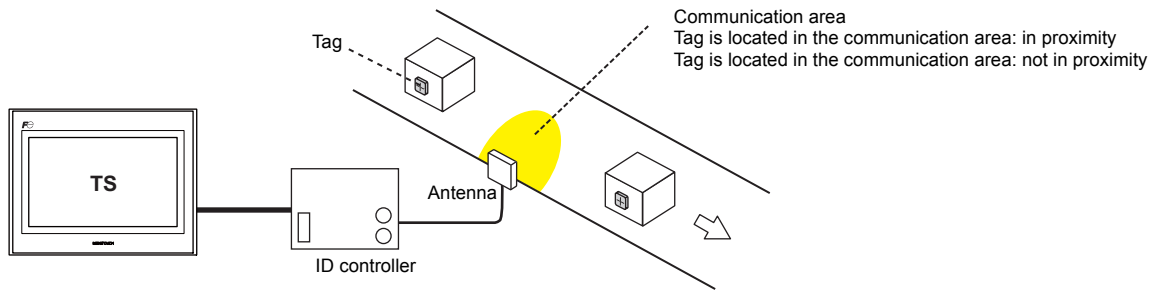 Communication area
Tag is located in the communication area: in proximity
Tag is located in the communication area: not in proximity
Tag
TS
Antenna
ID controller